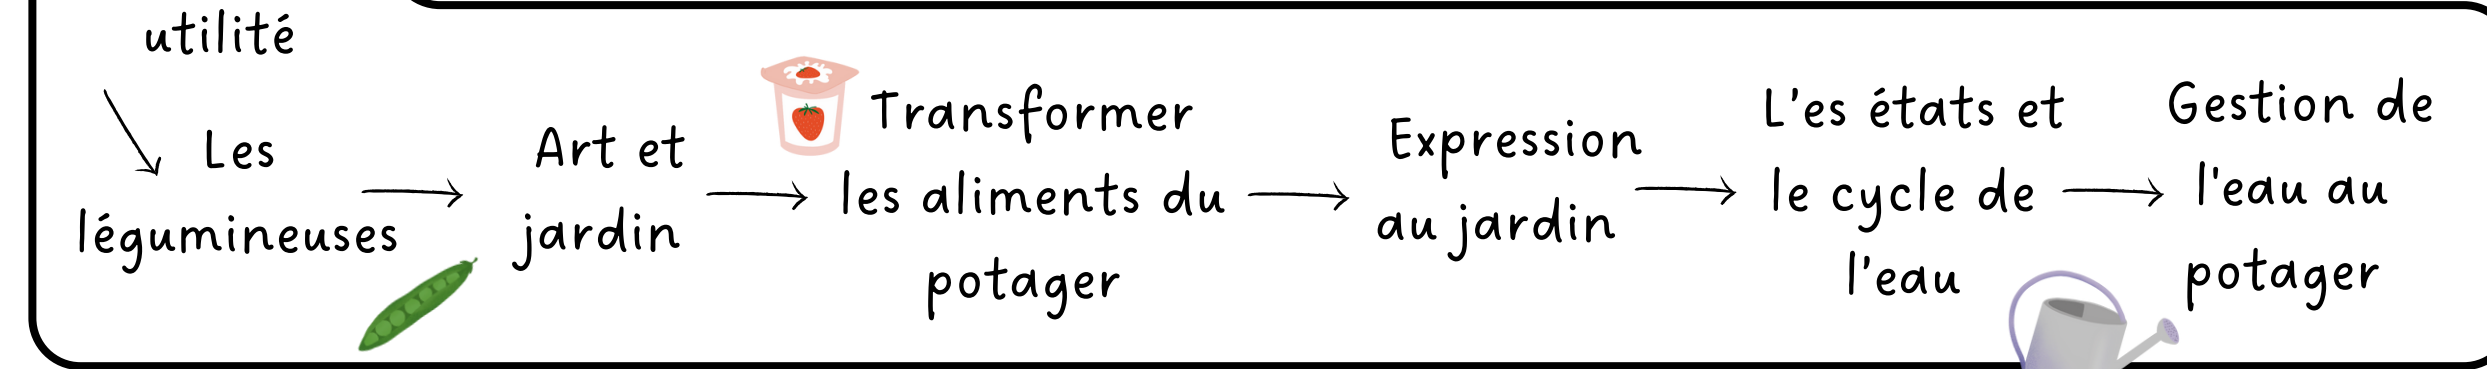 utilité
Les
légumineuses
Art et
jardin
Transformer
les aliments du
potager
Expression
au jardin
L'es états et
le cycle de
l'eau
Gestion de
l'eau au
potager